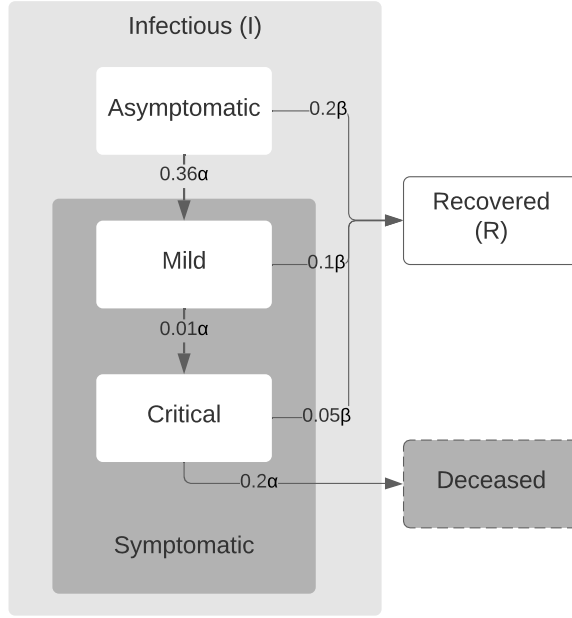 Infectious (I)
Asymptomatic
0.2β
0.36α
Recovered
(R)
Mild
0.1β
0.01α
Critical
0.05β
0.2α
Deceased
Symptomatic